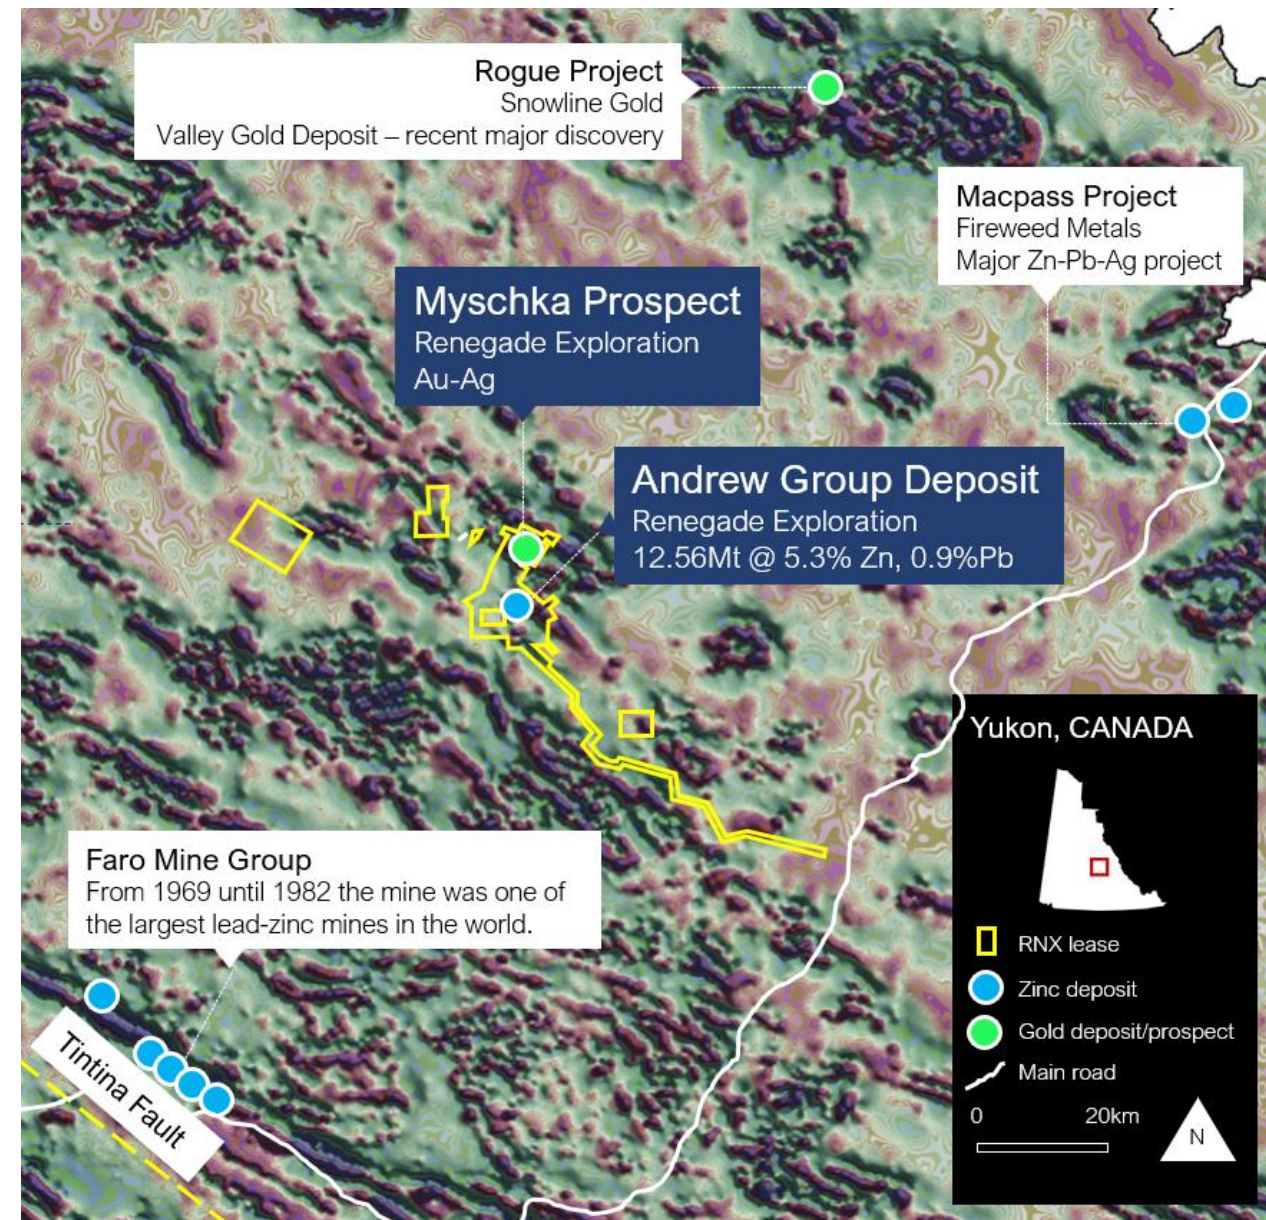 Rogue Project
Snowline Gold
Valley Gold Deposit – recent major discovery
Macpass Project
Fireweed Metals
Major Zn-Pb-Ag project
Myschka Prospect
Renegade Exploration
Au-Ag
Andrew Group Deposit
Renegade Exploration
12.56Mt @ 5.3% Zn, 0.9%Pb
Yukon, CANADA
Faro Mine Group
From 1969 until 1982 the mine was one of
the largest lead-zinc mines in the world.
Tintina Fault
RNX lease
Zinc deposit
Gold deposit/prospect
Main road
0 20km
N